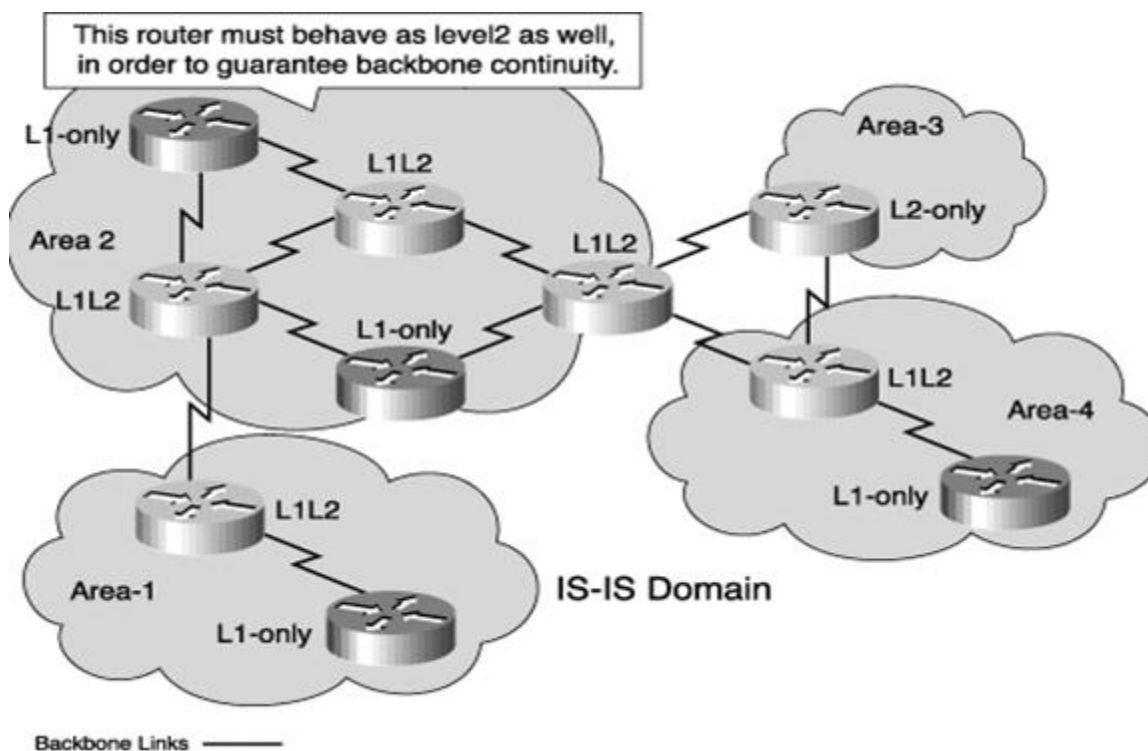 This router must behave as level2 as well,
in order to guarantee backbone continuity.
L1-only
L1L2
Area-3
L2-only
Area 2
L1L2
L1L2
L1-only
L1L2
Area-4
L1-only
L1L2
Area-1
IS-IS Domain
L1-only
Backbone Links